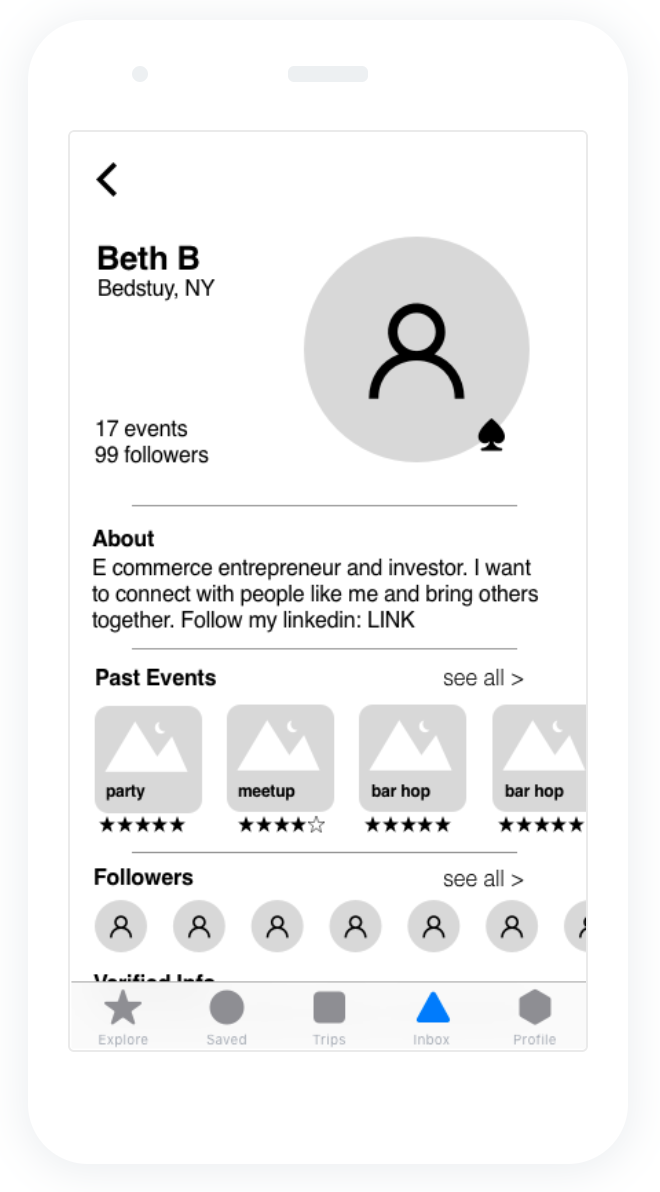 Beth B
Bedstuy, NY
17 events
99 followers
About
E commerce entrepreneur and investor. I want
to connect with people like me and bring others
together. Follow my linkedin: LINK
Past Events see all >
party meetup bar hop bar hop
★★★★★ ★★★★☆ ★★★★★ ★★★★★
Followers see all >
Verified Info
Explore Saved Trips Inbox Profile